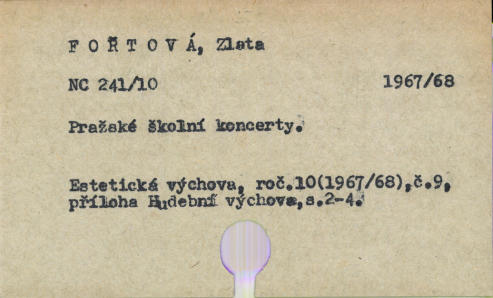 FOŘTOVÁ, Zlata
NC 241/10 1967/68
Pražské školní koncerty.
Estetická výchova, roč.10(1967/68),č.9,
příloha Hudební výchova,s.2-4.